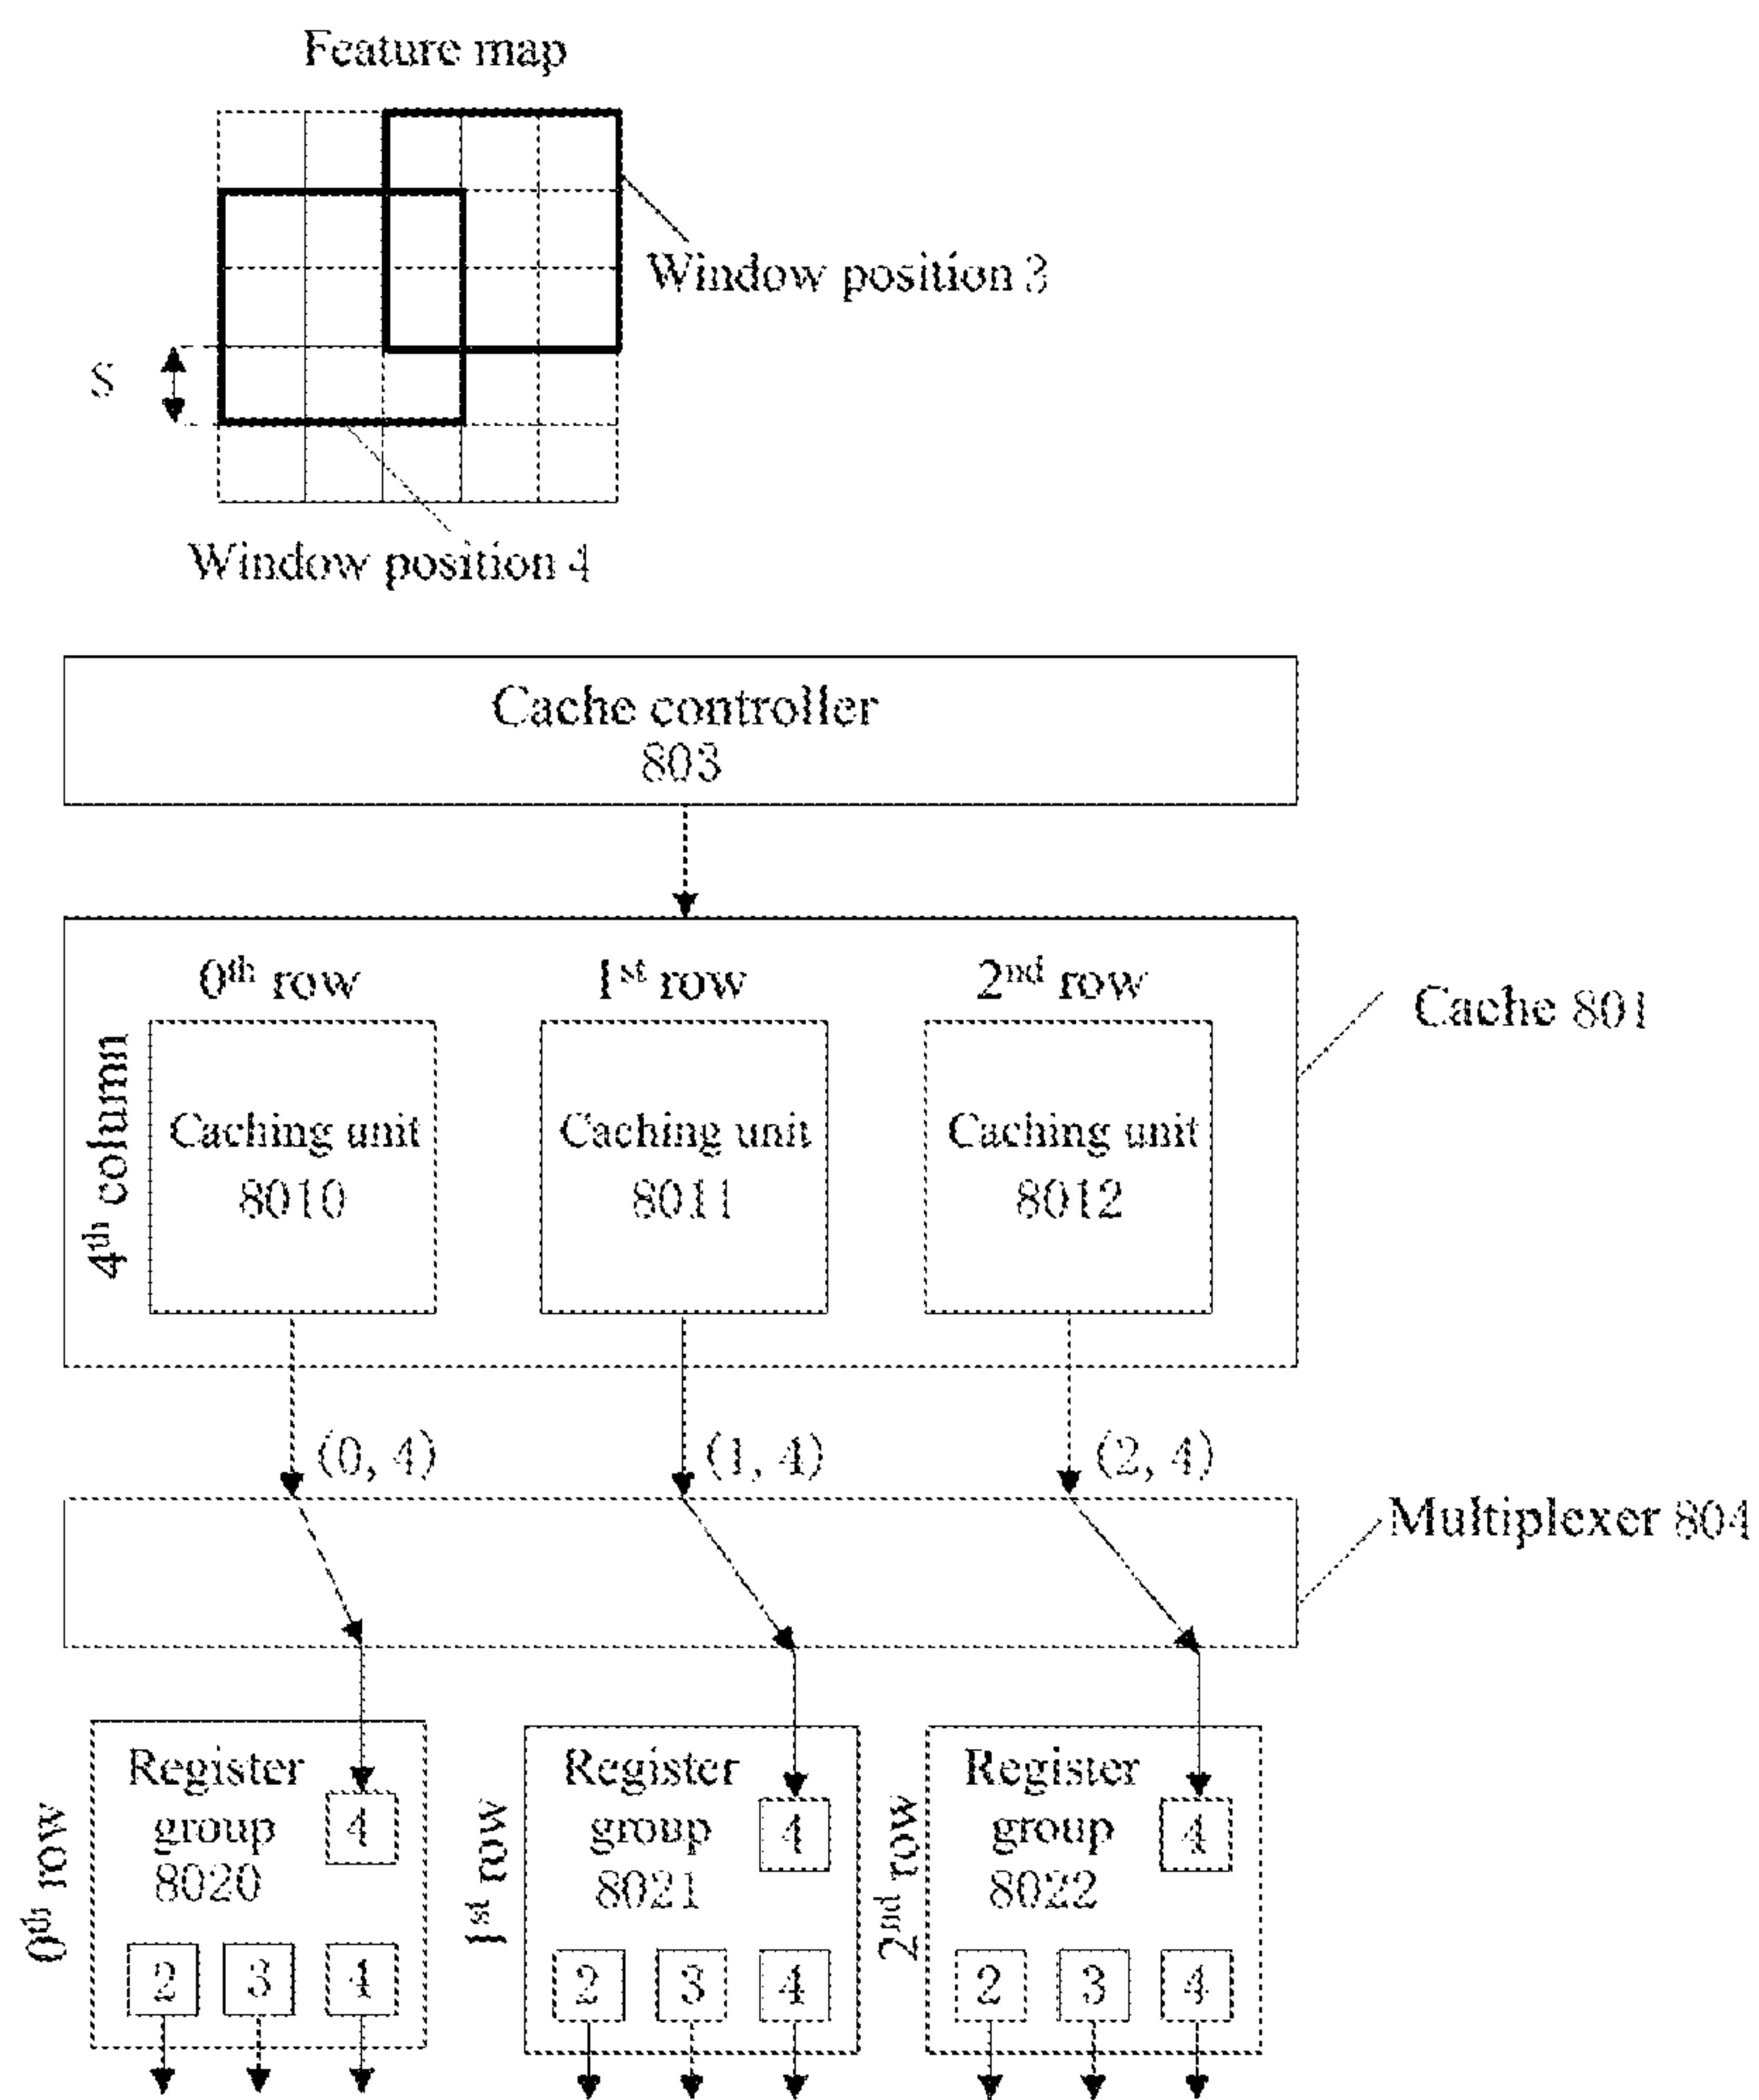 Feature map
Window position 3
S
Window position 4
Cache controller
803
0th row
1st row
2nd row
Cache 801
4th column
Caching unit
8010
Caching unit
8011
Caching unit
8012
(0, 4)
(1, 4)
(2, 4)
Multiplexer 804
0th row
Register
group
8020
4
2
3
4
1st row
Register
group
8021
4
2
3
4
2nd row
Register
group
8022
4
2
3
4